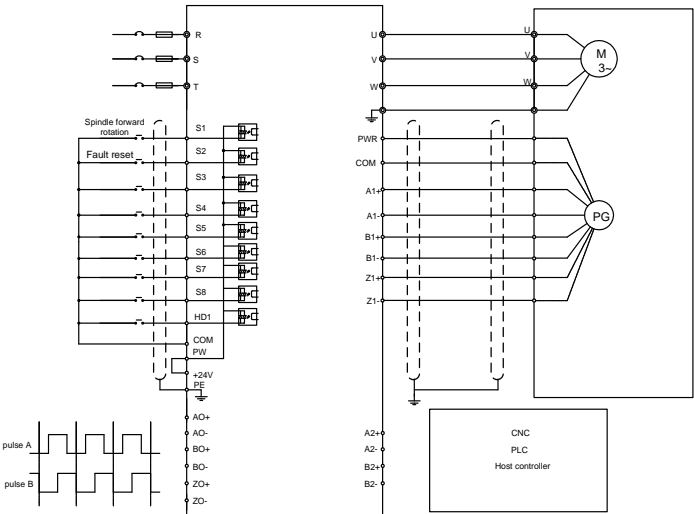 R
S
T
U
V
W
U
V
W
M
3~
Spindle forward
rotation
Fault reset
S1
S2
S3
S4
S5
S6
S7
S8
HD1
COM
PW
+24V
PE
PWR
COM
A1+
A1-
B1+
B1-
Z1+
Z1-
PG
pulse A
pulse B
AO+
AO-
BO+
BO-
ZO+
ZO-
A2+
A2-
B2+
B2-
CNC
PLC
Host controller